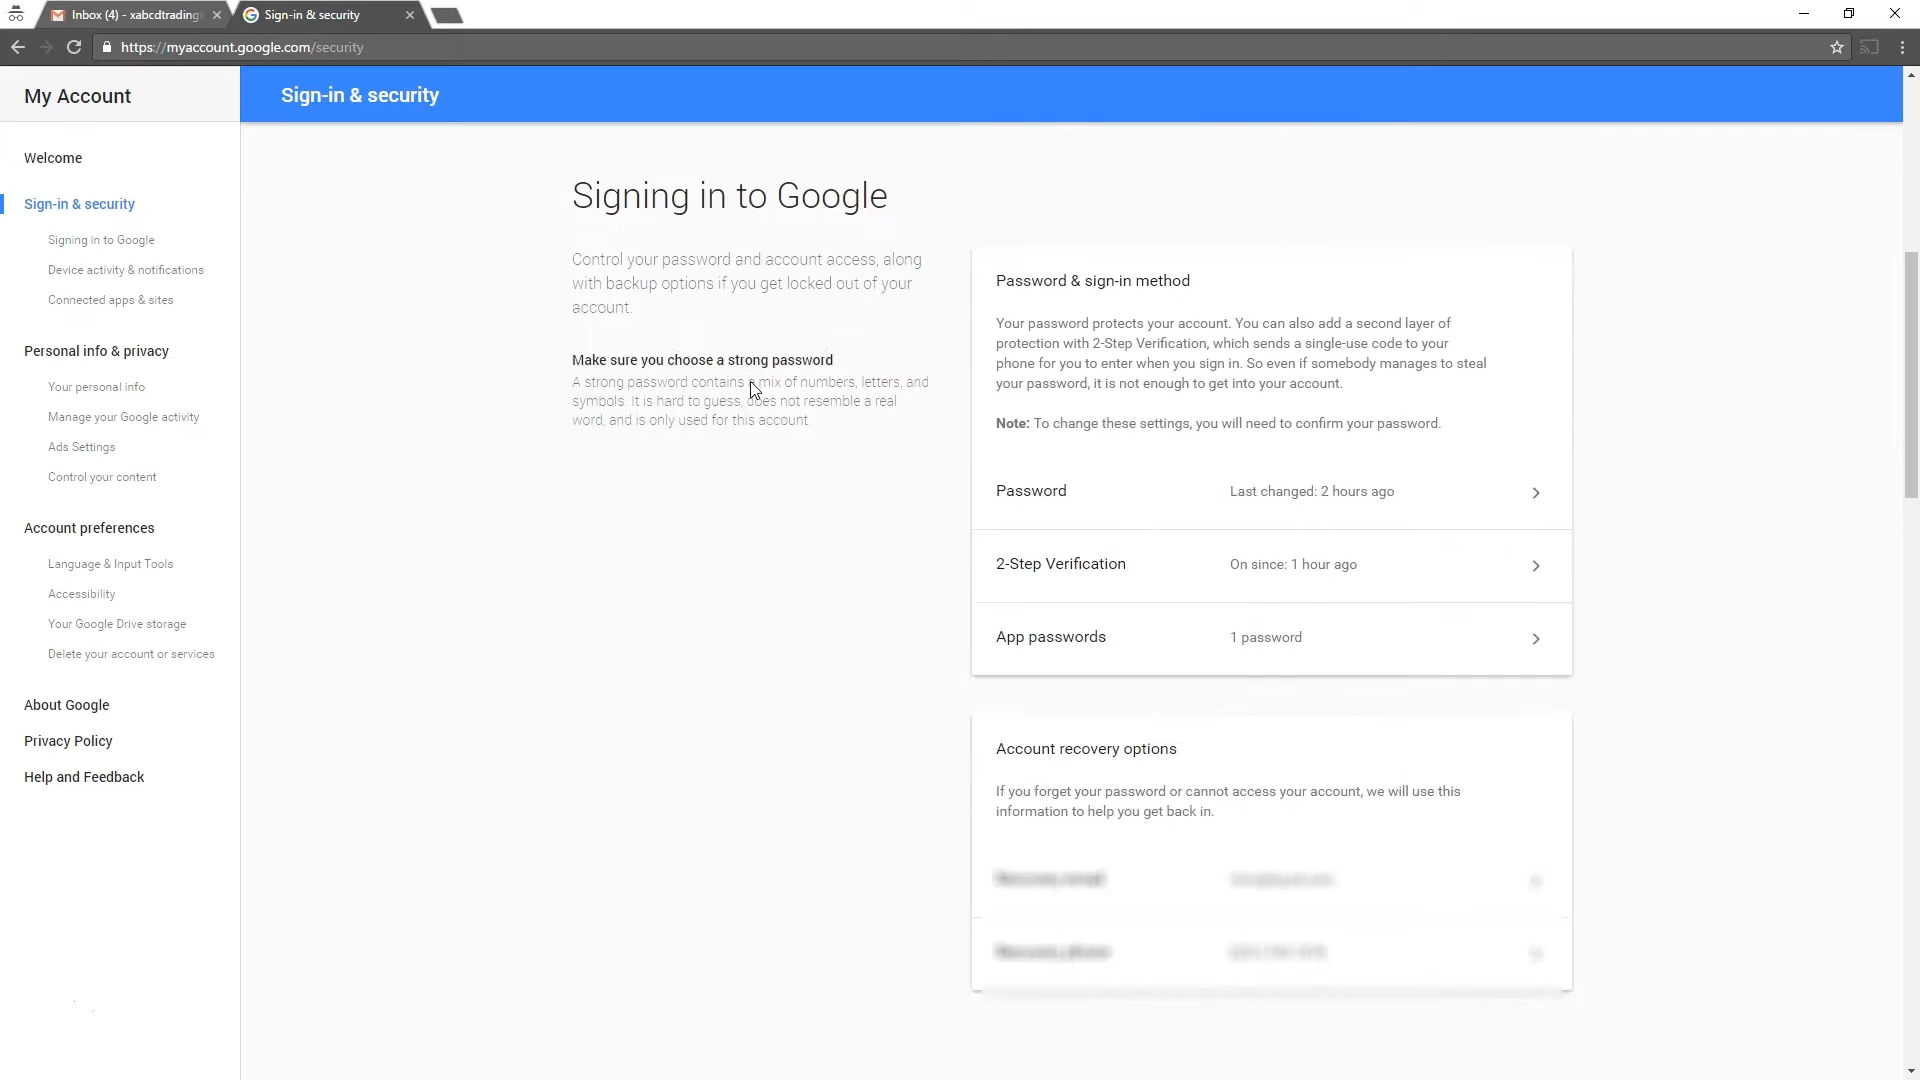 Inbox (4) - xabcdtrading
Sign-in & security
https://myaccount.google.com/security
My Account
Sign-in & security
Welcome
Sign-in & security
Signing in to Google
Device activity & notifications
Connected apps & sites
Personal info & privacy
Your personal info
Manage your Google activity
Ads Settings
Control your content
Account preferences
Language & Input Tools
Accessibility
Your Google Drive storage
Delete your account or services
About Google
Privacy Policy
Help and Feedback
Signing in to Google
Control your password and account access, along
with backup options if you get locked out of your
account.
Make sure you choose a strong password
A strong password contains a mix of numbers, letters, and
symbols. It is hard to guess, does not resemble a real
word, and is only used for this account.
Password & sign-in method
Your password protects your account. You can also add a second layer of
protection with 2-Step Verification, which sends a single-use code to your
phone for you to enter when you sign in. So even if somebody manages to steal
your password, it is not enough to get into your account.
Note: To change these settings, you will need to confirm your password.
Password Last changed: 2 hours ago
2-Step Verification On since: 1 hour ago
App passwords 1 password
Account recovery options
If you forget your password or cannot access your account, we will use this
information to help you get back in.